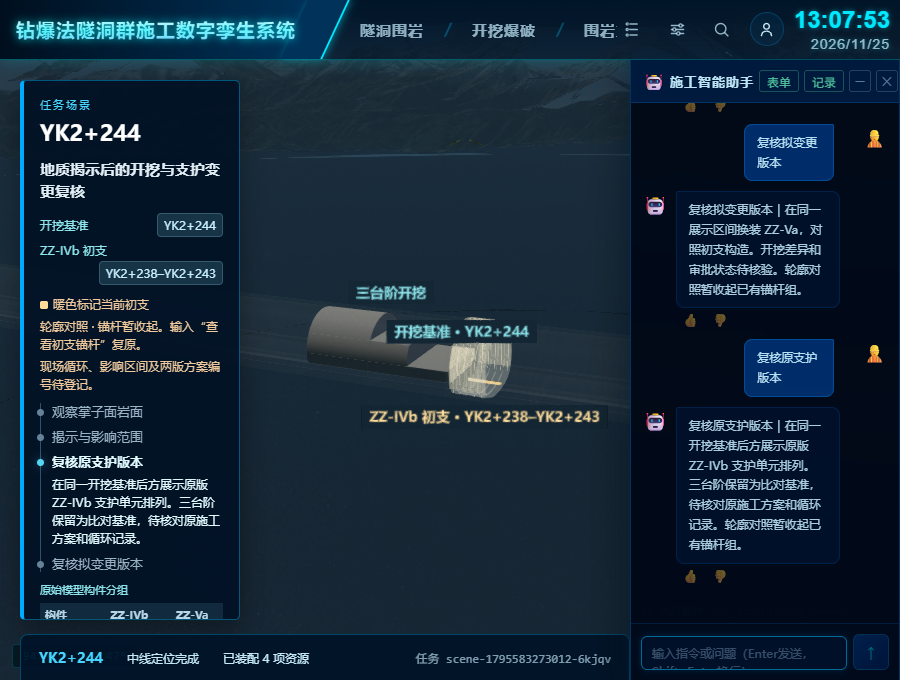 钻爆法隧洞群施工数字孪生系统
隧洞围岩 / 开挖爆破 / 围岩
13:07:53
2026/11/25
任务场景
YK2+244
地质揭示后的开挖与支护变
更复核
开挖基准
YK2+244
ZZ-IVb 初支
YK2+238–YK2+243
暖色标记当前初支
轮廓对照 · 锚杆暂收起。输入“查
看初支锚杆”复原。
现场循环、影响区间及两版方案编
号待登记。
观察掌子面岩面
揭示与影响范围
复核原支护版本
在同一开挖基准后方展示原版
ZZ-IVb 支护单元排列。三台阶
保留为比对基准，待核对原施工
方案和循环记录。
复核拟变更版本
原始模型构件分组
构件 ZZ-IVb ZZ-Va
三台阶开挖
开挖基准 · YK2+244
ZZ-IVb 初支 · YK2+238–YK2+243
YK2+244 中线定位完成 已装配 4 项资源 任务 scene-1795583273012-6kjqv
施工智能助手 表单 记录
复核拟变更
版本
复核拟变更版本 | 在同一
展示区间换装 ZZ-Va，对
照初支构造。开挖差异和
审批状态待核验。轮廓对
照暂收起已有锚杆组。
复核原支护
版本
复核原支护版本 | 在同一
开挖基准后方展示原版
ZZ-IVb 支护单元排列。
三台阶保留为比对基准，
待核对原施工方案和循环
记录。轮廓对照暂收起已
有锚杆组。
输入指令或问题（Enter发送，